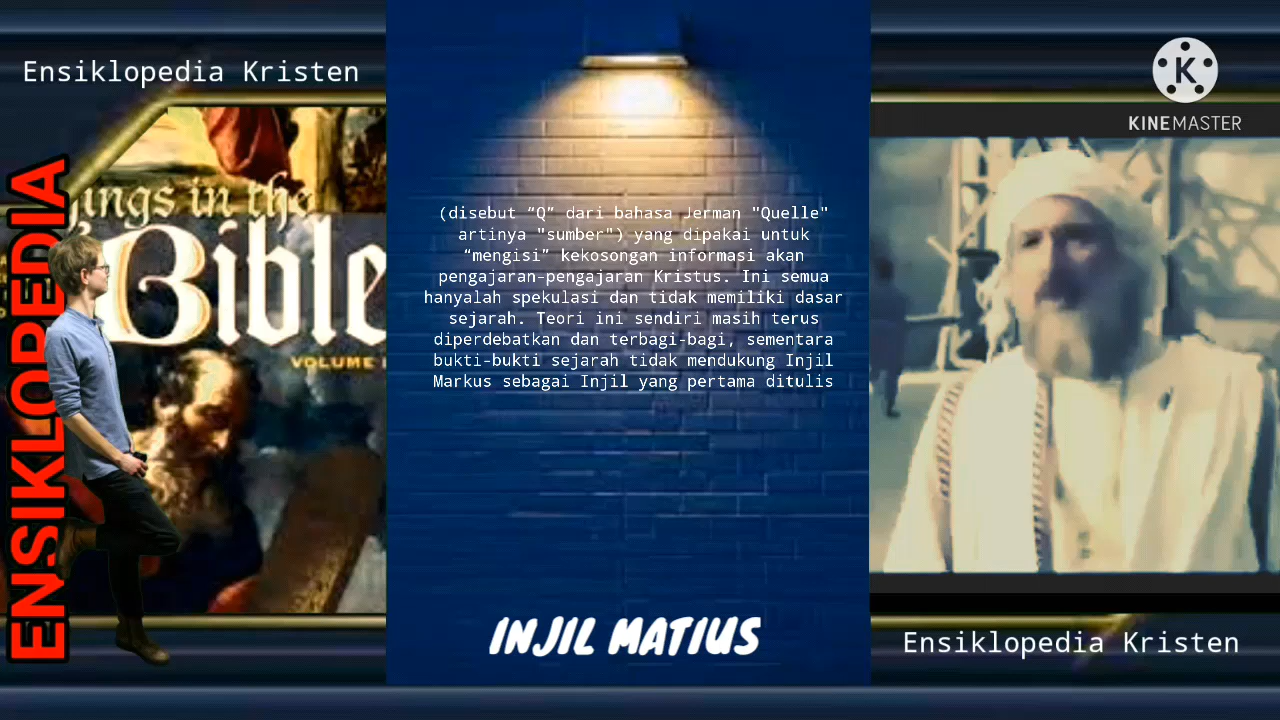 Ensiklopedia Kristen
KINEMASTER
ENSIKLOPEDIA
ings in the
Bible
VOLUME
(disebut “Q” dari bahasa Jerman "Quelle"
artinya "sumber") yang dipakai untuk
“mengisi” kekosongan informasi akan
pengajaran-pengajaran Kristus. Ini semua
hanyalah spekulasi dan tidak memiliki dasar
sejarah. Teori ini sendiri masih terus
diperdebatkan dan terbagi-bagi, sementara
bukti-bukti sejarah tidak mendukung Injil
Markus sebagai Injil yang pertama ditulis
INJIL MATIUS
Ensiklopedia Kristen